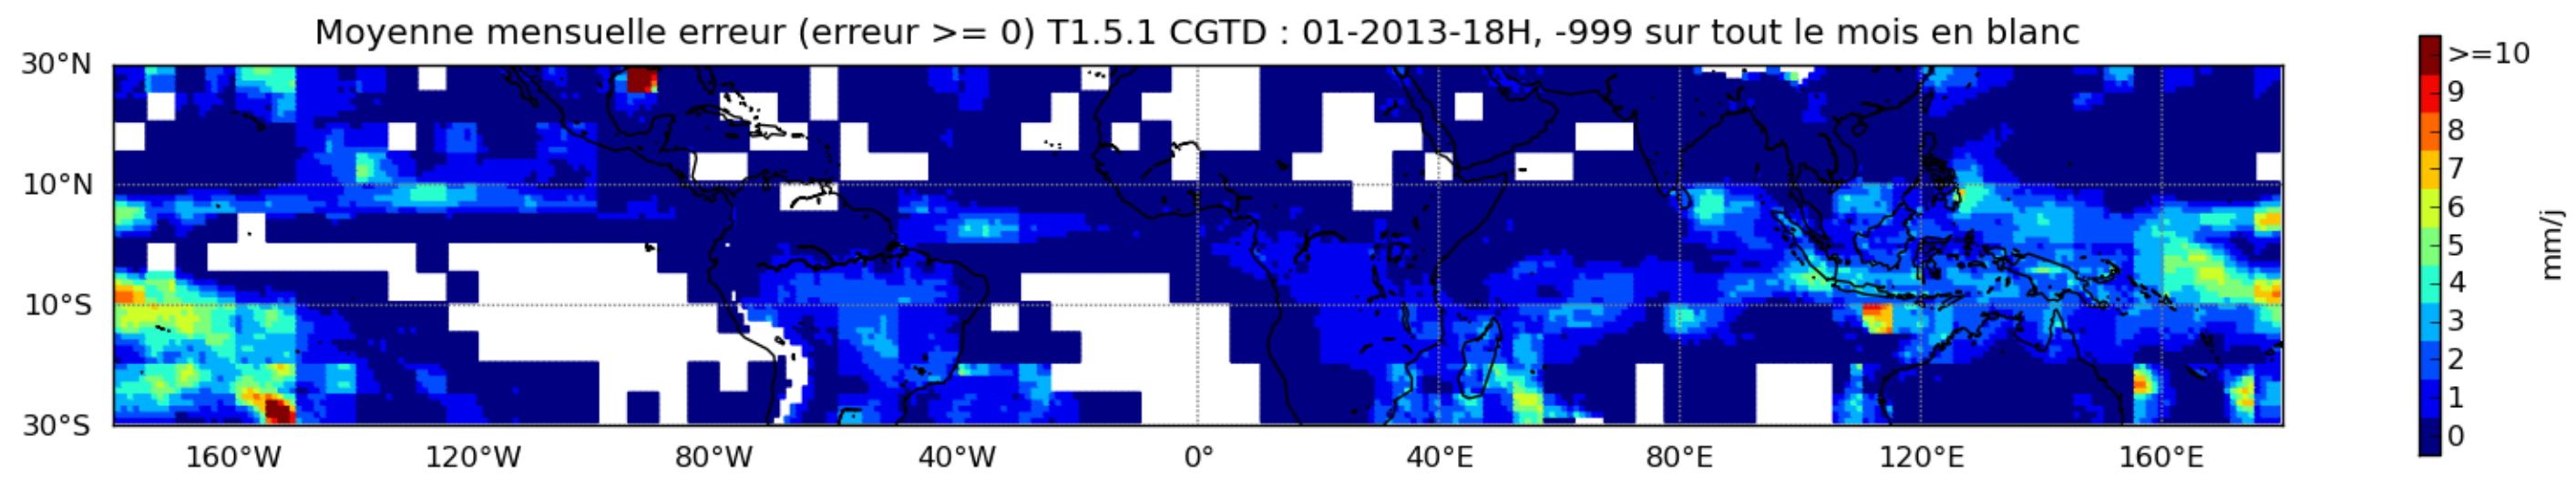 Moyenne mensuelle erreur (erreur >= 0) T1.5.1 CGTD : 01-2013-18H, -999 sur tout le mois en blanc
30°N
10°N
10°S
30°S
160°W 120°W 80°W 40°W 0° 40°E 80°E 120°E 160°E
>=10
9
8
7
6
5
4
3
2
1
0
mm/j